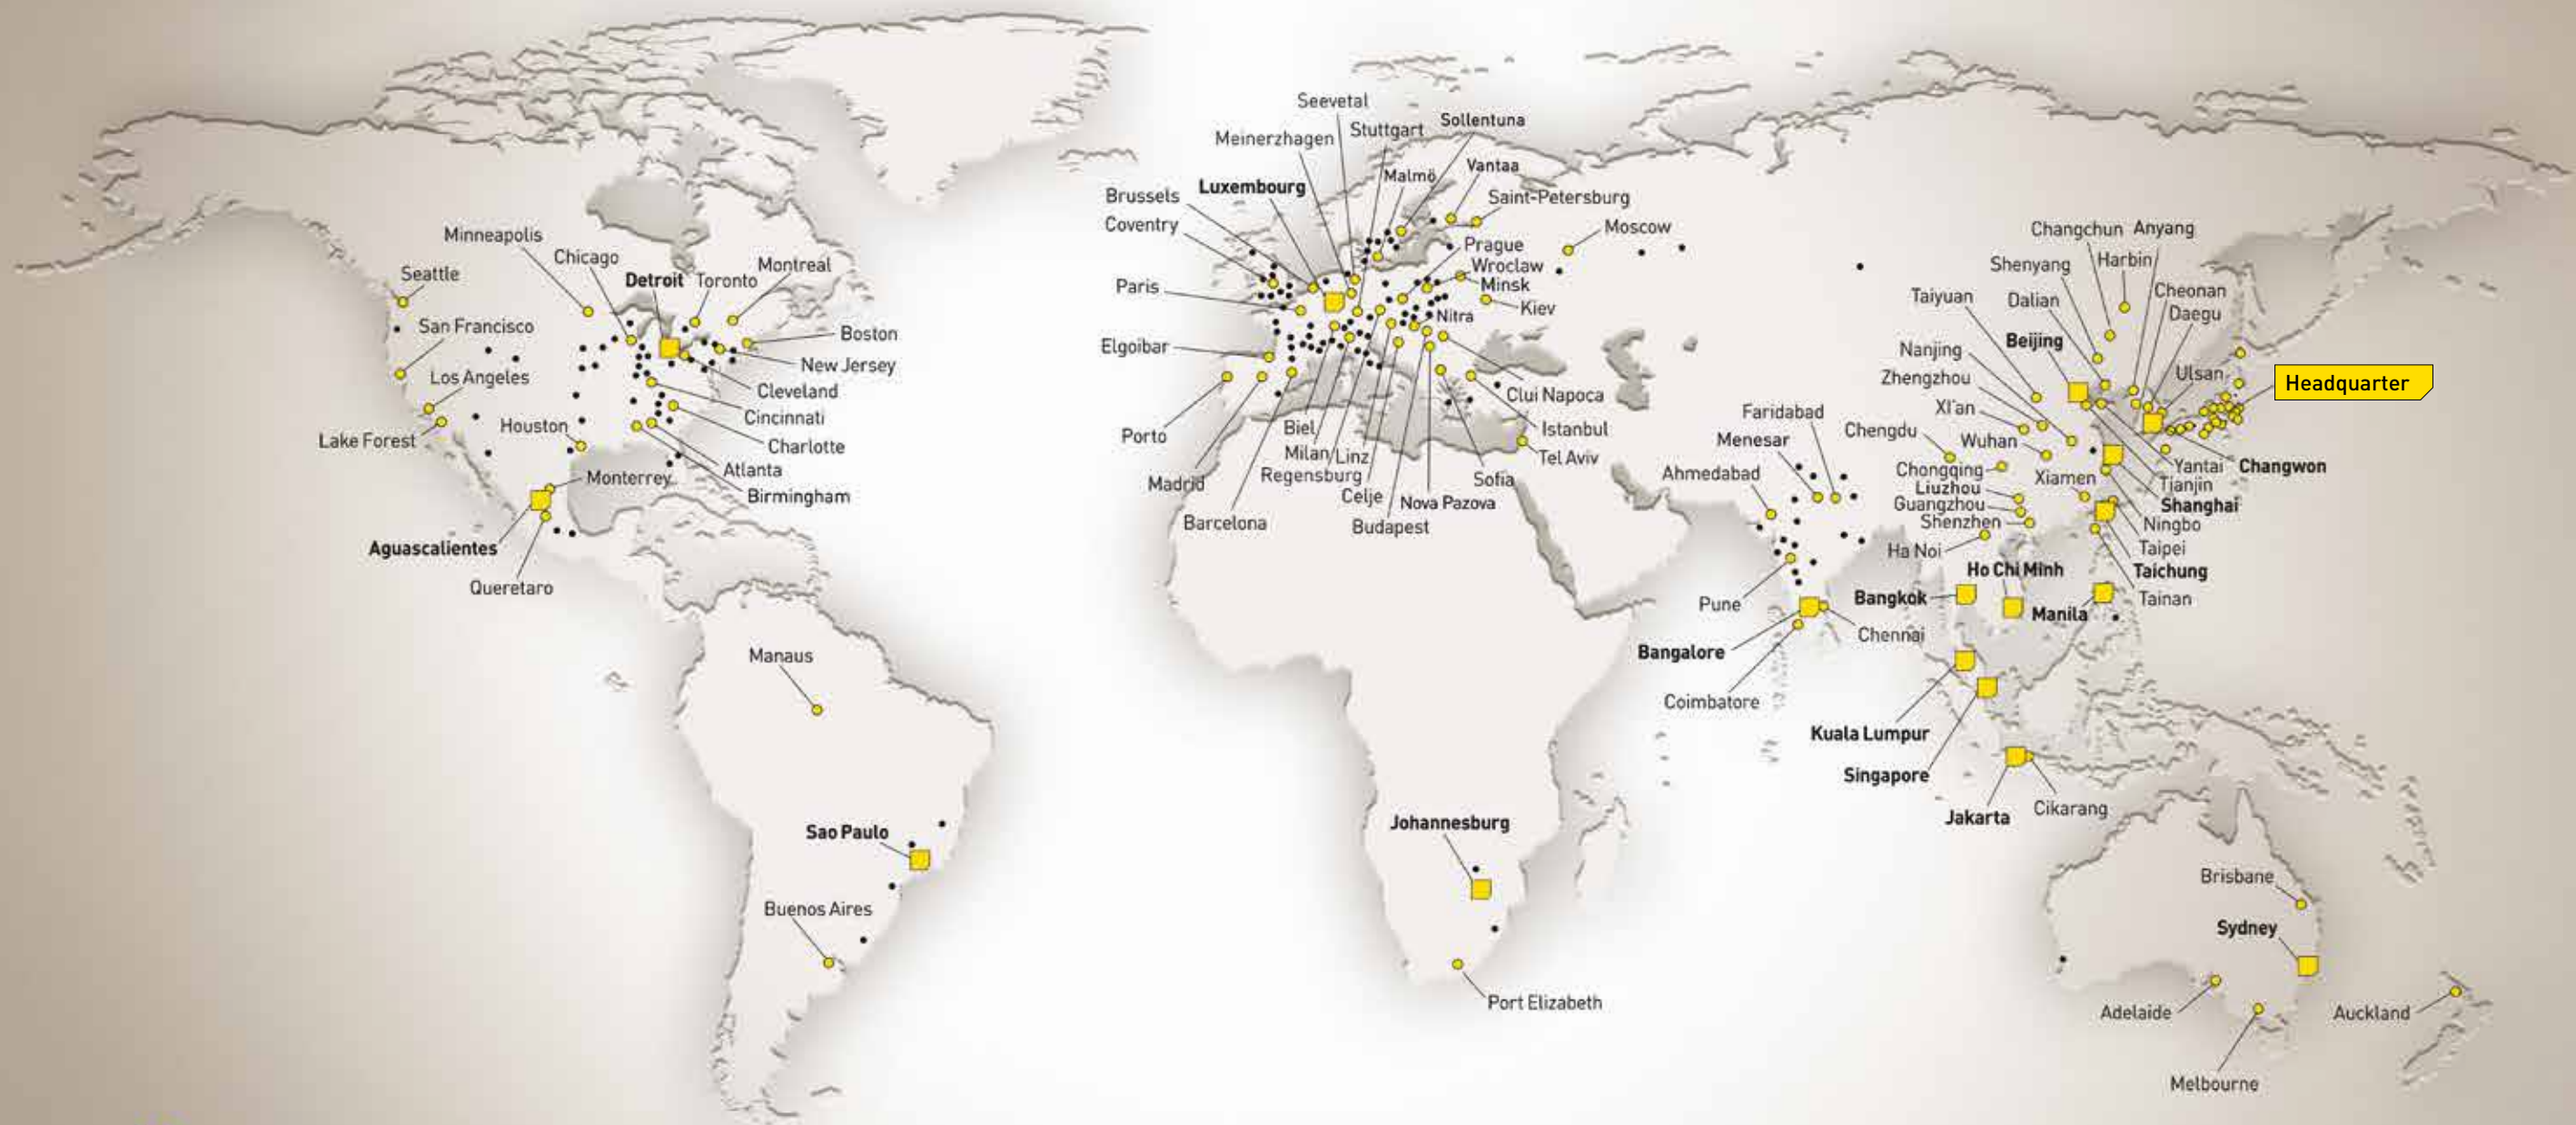 Minneapolis
Chicago
Seattle
Detroit
Toronto
Montreal
San Francisco
Boston
New Jersey
Los Angeles
Cleveland
Cincinnati
Houston
Lake Forest
Charlotte
Atlanta
Monterrey
Birmingham
Aguascalientes
Queretaro
Manaus
Sao Paulo
Buenos Aires
Seevetal
Sollentuna
Meinerzhagen
Stuttgart
Vantaa
Malmö
Luxembourg
Brussels
Saint-Petersburg
Coventry
Moscow
Prague
Wroclaw
Paris
Minsk
Kiev
Nitra
Elgoibar
Cluj Napoca
Porto
Biel
Istanbul
Milan
Linz
Tel Aviv
Regensburg
Sofia
Madrid
Celje
Nova Pazova
Barcelona
Budapest
Johannesburg
Port Elizabeth
Changchun
Anyang
Harbin
Shenyang
Cheonan
Taiyuan
Dalian
Daegu
Beijing
Nanjing
Ulsan
Headquarter
Zhengzhou
XI'an
Faridabad
Chengdu
Menesar
Wuhan
Chongqing
Yantai
Changwon
Ahmedabad
Xiamen
Tianjin
Liuzhou
Guangzhou
Shanghai
Shenzhen
Ningbo
Ha Noi
Taipei
Ho Chi Minh
Taichung
Bangkok
Tainan
Pune
Manila
Chennai
Bangalore
Coimbatore
Kuala Lumpur
Singapore
Cikarang
Jakarta
Brisbane
Sydney
Adelaide
Auckland
Melbourne